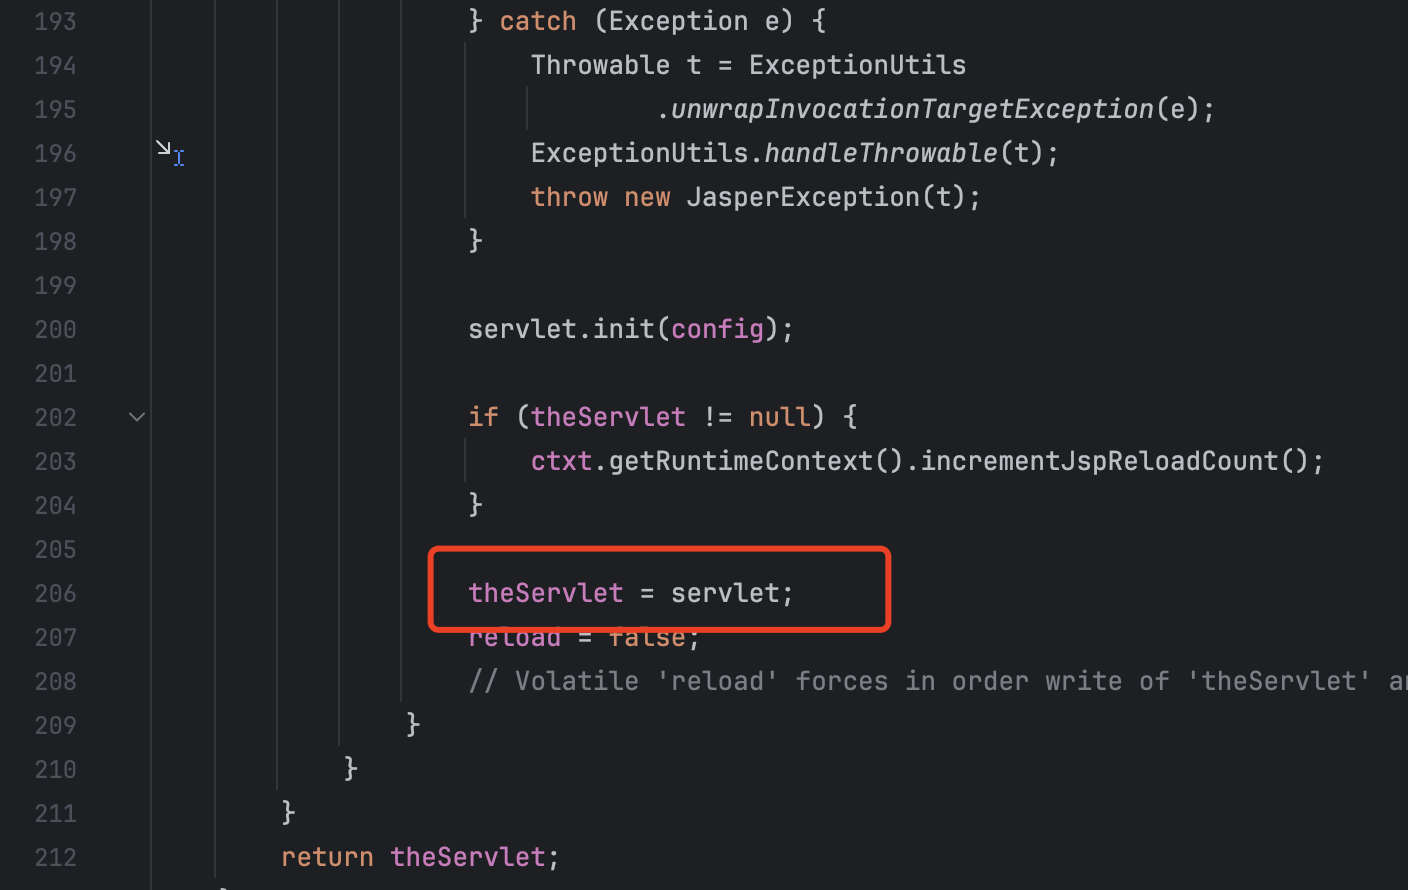 193 } catch (Exception e) {
194 Throwable t = ExceptionUtils
195 .unwrapInvocationTargetException(e);
196 ExceptionUtils.handleThrowable(t);
197 throw new JasperException(t);
198 }
199
200 servlet.init(config);
201
202 if (theServlet != null) {
203 ctxt.getRuntimeContext().incrementJspReloadCount();
204 }
205
206 theServlet = servlet;
207 reload = false;
208 // Volatile 'reload' forces in order write of 'theServlet'
209 }
210 }
211 }
212 return theServlet;